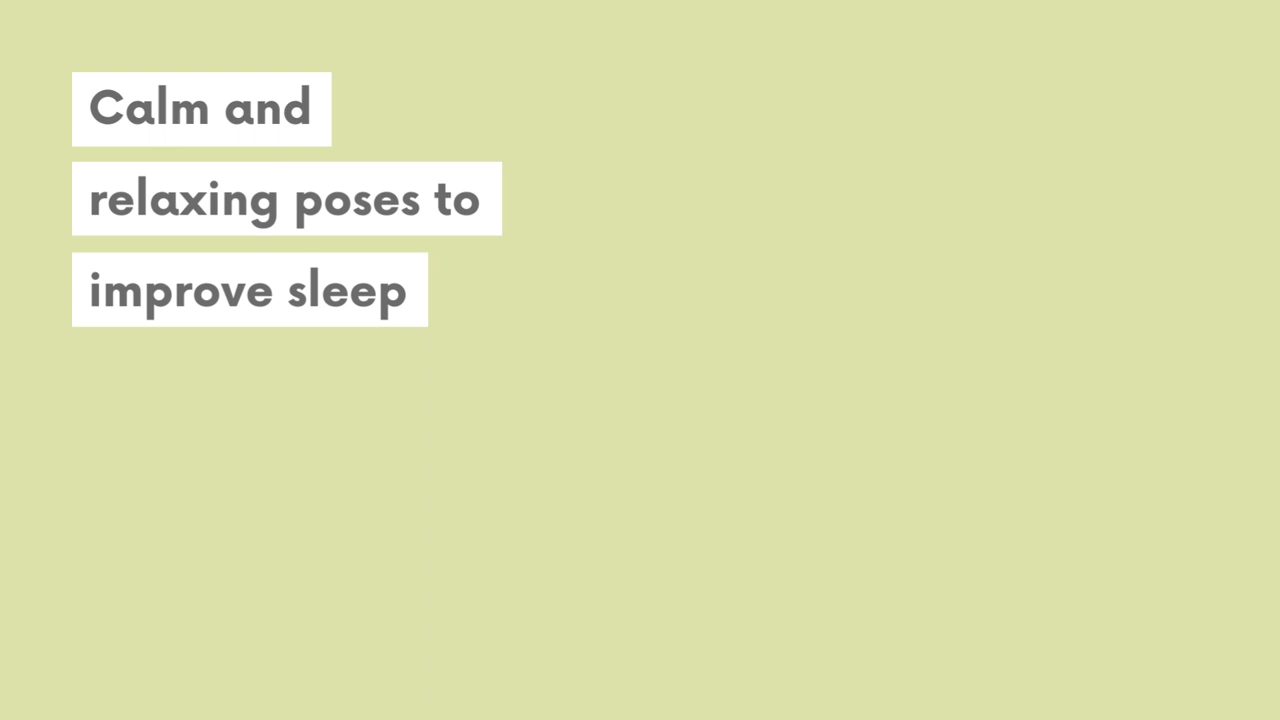 Calm and
relaxing poses to
improve sleep